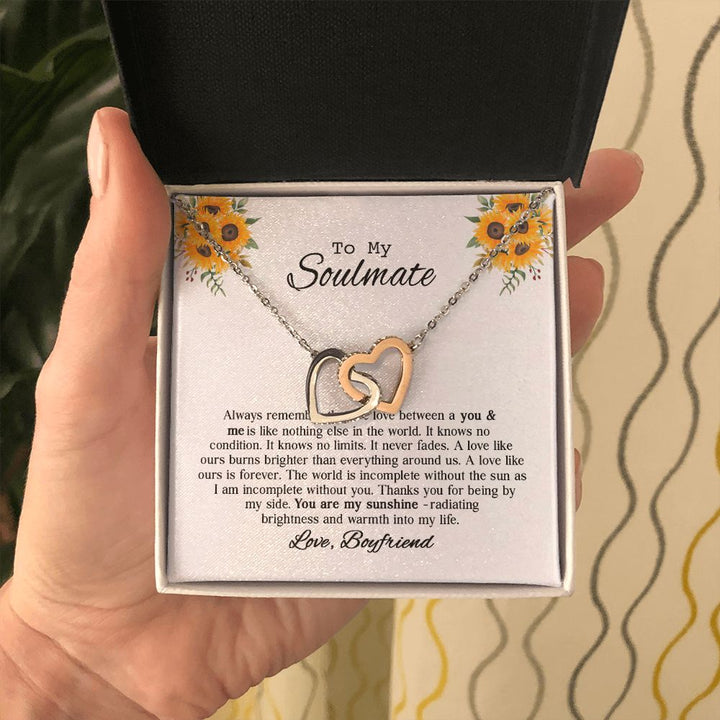 To My
Soulmate
Always love between a you &
me is like nothing else in the world. It knows no
condition. It knows no limits. It never fades. A love like
ours burns brighter than everything around us. A love like
ours is forever. The world is incomplete without the sun as
I am incomplete without you. Thanks you for being by
my side. You are my sunshine - radiating
brightness and warmth into my life.
Love, Boyfriend